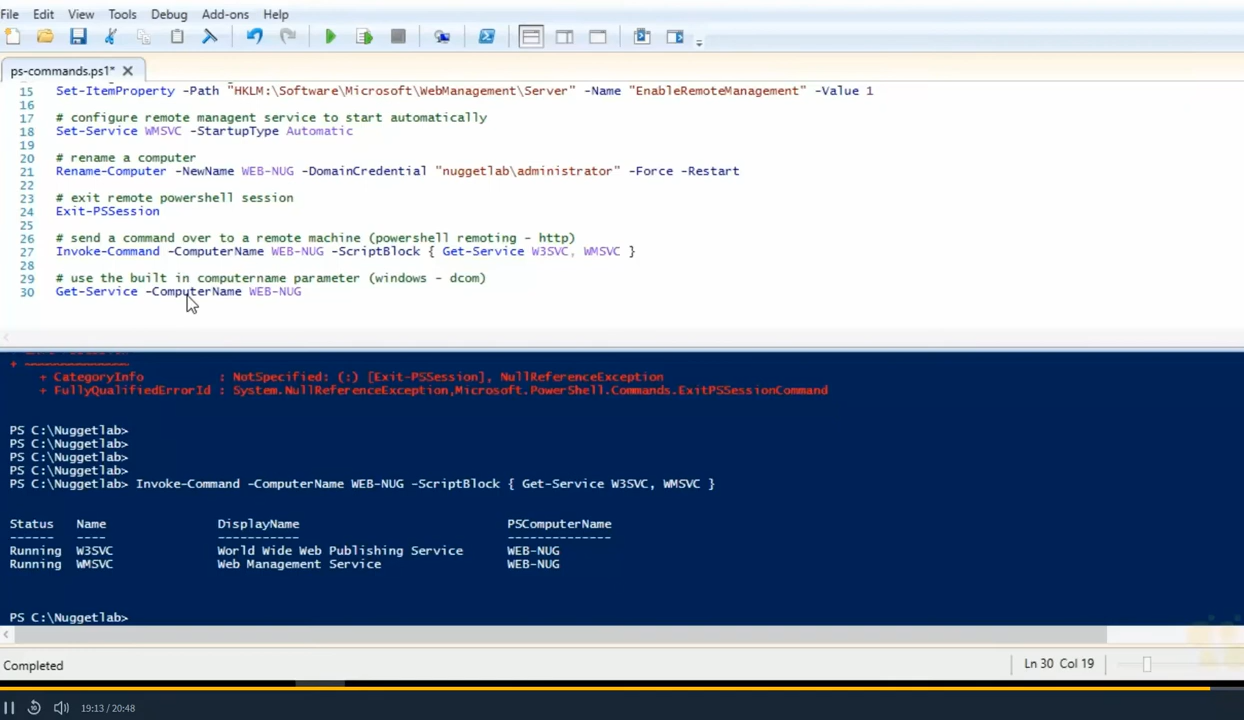 File Edit View Tools Debug Add-ons Help
ps-commands.ps1*
15 Set-ItemProperty -Path "HKLM:\Software\Microsoft\WebManagement\Server" -Name "EnableRemoteManagement" -Value 1
16
17 # configure remote managent service to start automatically
18 Set-Service WMSVC -StartupType Automatic
19
20 # rename a computer
21 Rename-Computer -NewName WEB-NUG -DomainCredential "nuggetlab\administrator" -Force -Restart
22
23 # exit remote powershell session
24 Exit-PSSession
25
26 # send a command over to a remote machine (powershell remoting - http)
27 Invoke-Command -ComputerName WEB-NUG -ScriptBlock { Get-Service W3SVC, WMSVC }
28
29 # use the built in computername parameter (windows - dcom)
30 Get-Service -ComputerName WEB-NUG
+ ~~~~~~~~~~~~~~
+ CategoryInfo : NotSpecified: (:) [Exit-PSSession], NullReferenceException
+ FullyQualifiedErrorId : System.NullReferenceException,Microsoft.PowerShell.Commands.ExitPSSessionCommand
PS C:\Nuggetlab>
PS C:\Nuggetlab>
PS C:\Nuggetlab>
PS C:\Nuggetlab>
PS C:\Nuggetlab> Invoke-Command -ComputerName WEB-NUG -ScriptBlock { Get-Service W3SVC, WMSVC }
Status Name DisplayName PSComputerName
------ ---- ----------- --------------
Running W3SVC World Wide Web Publishing Service WEB-NUG
Running WMSVC Web Management Service WEB-NUG
PS C:\Nuggetlab>
Completed Ln 30 Col 19
10 19:13 / 20:48